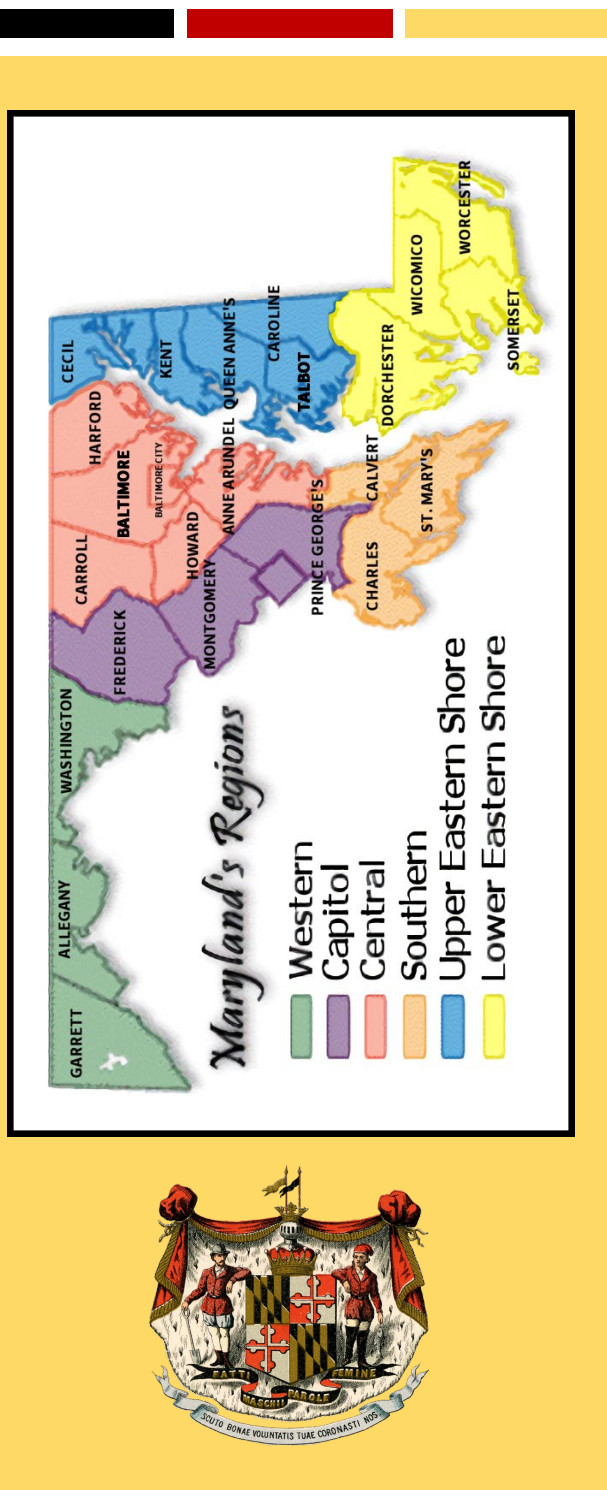 CECIL
HARFORD
CARROLL
WASHINGTON
ALLEGANY
GARRETT
BALTIMORE
BALTIMORE CITY
FREDERICK
KENT
HOWARD
MONTGOMERY
QUEEN ANNE'S
ANNE ARUNDEL
CAROLINE
TALBOT
PRINCE GEORGE'S
CALVERT
CHARLES
ST. MARY'S
DORCHESTER
WICOMICO
WORCESTER
SOMERSET
Maryland's Regions
Western
Capitol
Central
Southern
Upper Eastern Shore
Lower Eastern Shore
FATTI MASCHII PAROLE FEMINE
SCUTO BONAE VOLUNTATIS TUAE CORONASTI NOS